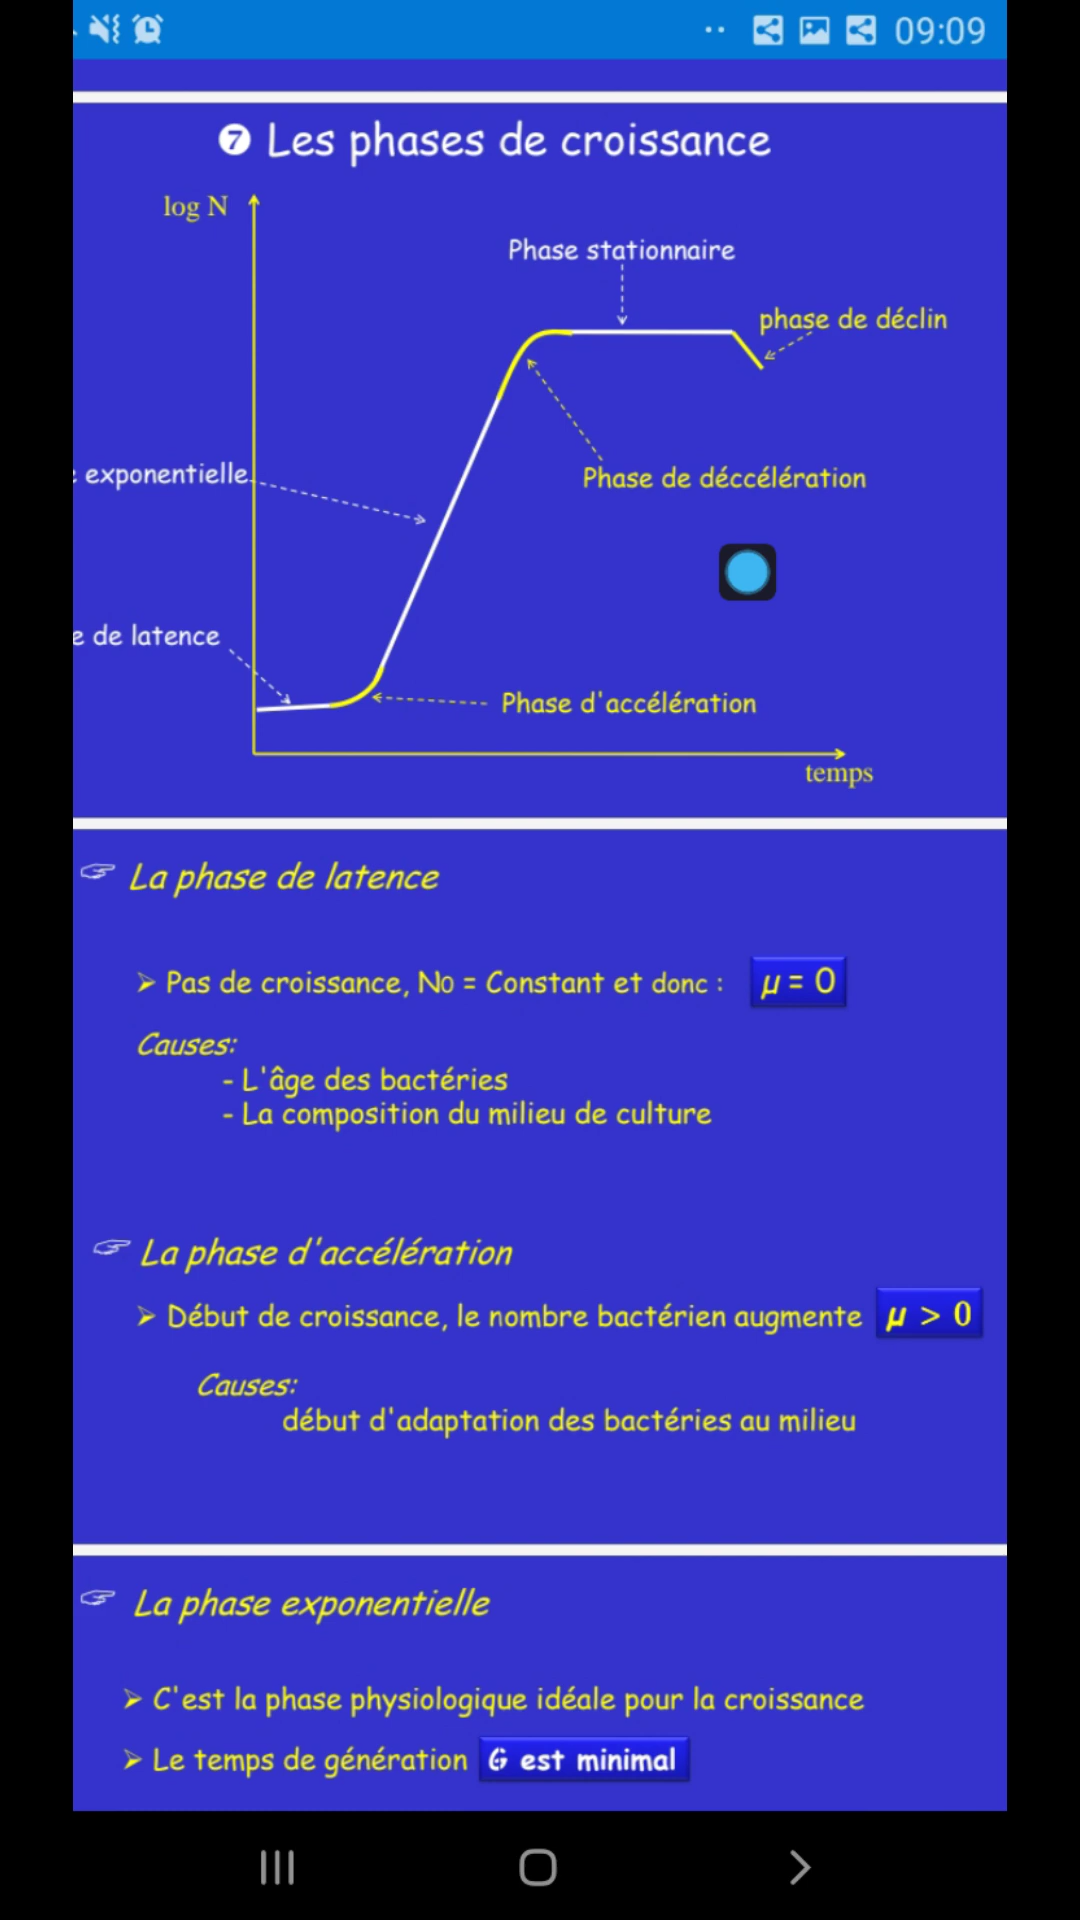 09:09
❼ Les phases de croissance
log N
Phase stationnaire
phase de déclin
exponentielle
Phase de déccélération
e de latence
Phase d'accélération
temps
La phase de latence
➢ Pas de croissance, N0 = Constant et donc : μ = 0
Causes:
- L'âge des bactéries
- La composition du milieu de culture
La phase d'accélération
➢ Début de croissance, le nombre bactérien augmente μ > 0
Causes:
début d'adaptation des bactéries au milieu
La phase exponentielle
➢ C'est la phase physiologique idéale pour la croissance
➢ Le temps de génération G est minimal